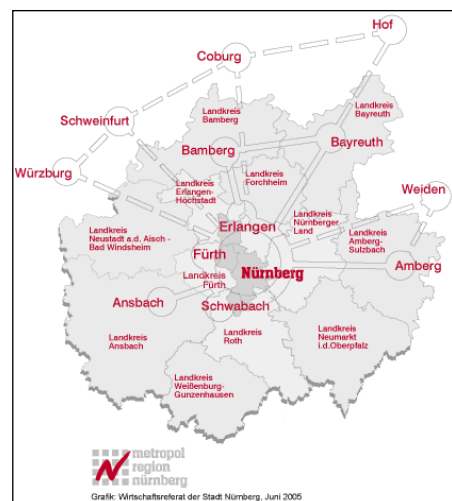 Hof
Coburg
Landkreis
Bayreuth
Landkreis
Bamberg
Schweinfurt
Bamberg
Bayreuth
Würzburg
Landkreis
Forchheim
Landkreis
Erlangen-
Höchstadt
Weiden
Erlangen
Landkreis
Nürnberger
Land
Landkreis
Neustadt a.d. Aisch -
Bad Windsheim
Landkreis
Amberg-
Sulzbach
Fürth
Nürnberg
Amberg
Landkreis
Fürth
Ansbach
Schwabach
Landkreis
Ansbach
Landkreis
Roth
Landkreis
Neumarkt
i.d.Oberpfalz
Landkreis
Weißenburg-
Gunzenhausen
metropol
region
nürnberg
Grafik: Wirtschaftsreferat der Stadt Nürnberg, Juni 2005